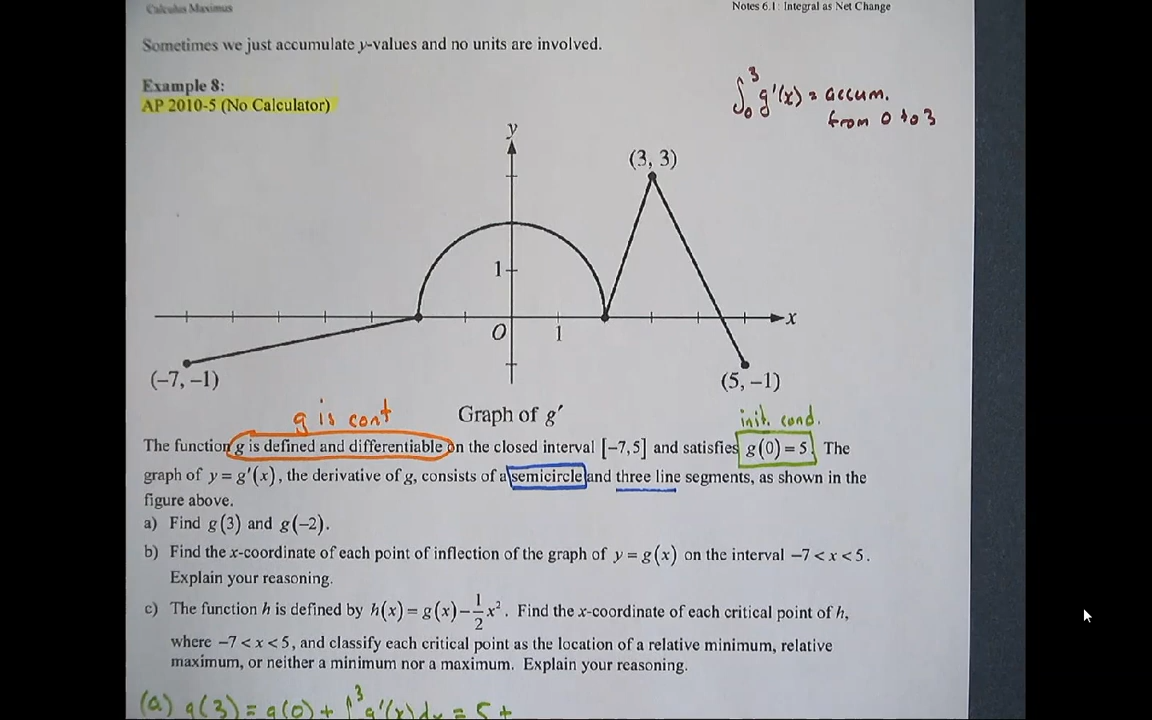 Calculus Maximus
Notes 6.1: Integral as Net Change
Sometimes we just accumulate y-values and no units are involved.
Example 8:
AP 2010-5 (No Calculator)
∫₀³ g'(x) = accum.
from 0 to 3
y
(3, 3)
1
O
1
x
(−7, −1)
(5, −1)
Graph of g′
g is cont
init. cond.
The function g is defined and differentiable on the closed interval [−7,5] and satisfies g(0)=5. The
graph of y = g′(x), the derivative of g, consists of a semicircle and three line segments, as shown in the
figure above.
a) Find g(3) and g(−2).
b) Find the x-coordinate of each point of inflection of the graph of y = g(x) on the interval −7 < x < 5.
Explain your reasoning.
c) The function h is defined by h(x) = g(x) − 1/2 x². Find the x-coordinate of each critical point of h,
where −7 < x < 5, and classify each critical point as the location of a relative minimum, relative
maximum, or neither a minimum nor a maximum. Explain your reasoning.
(a) g(3) = g(0) + ∫³ g'(x)dx = 5 +